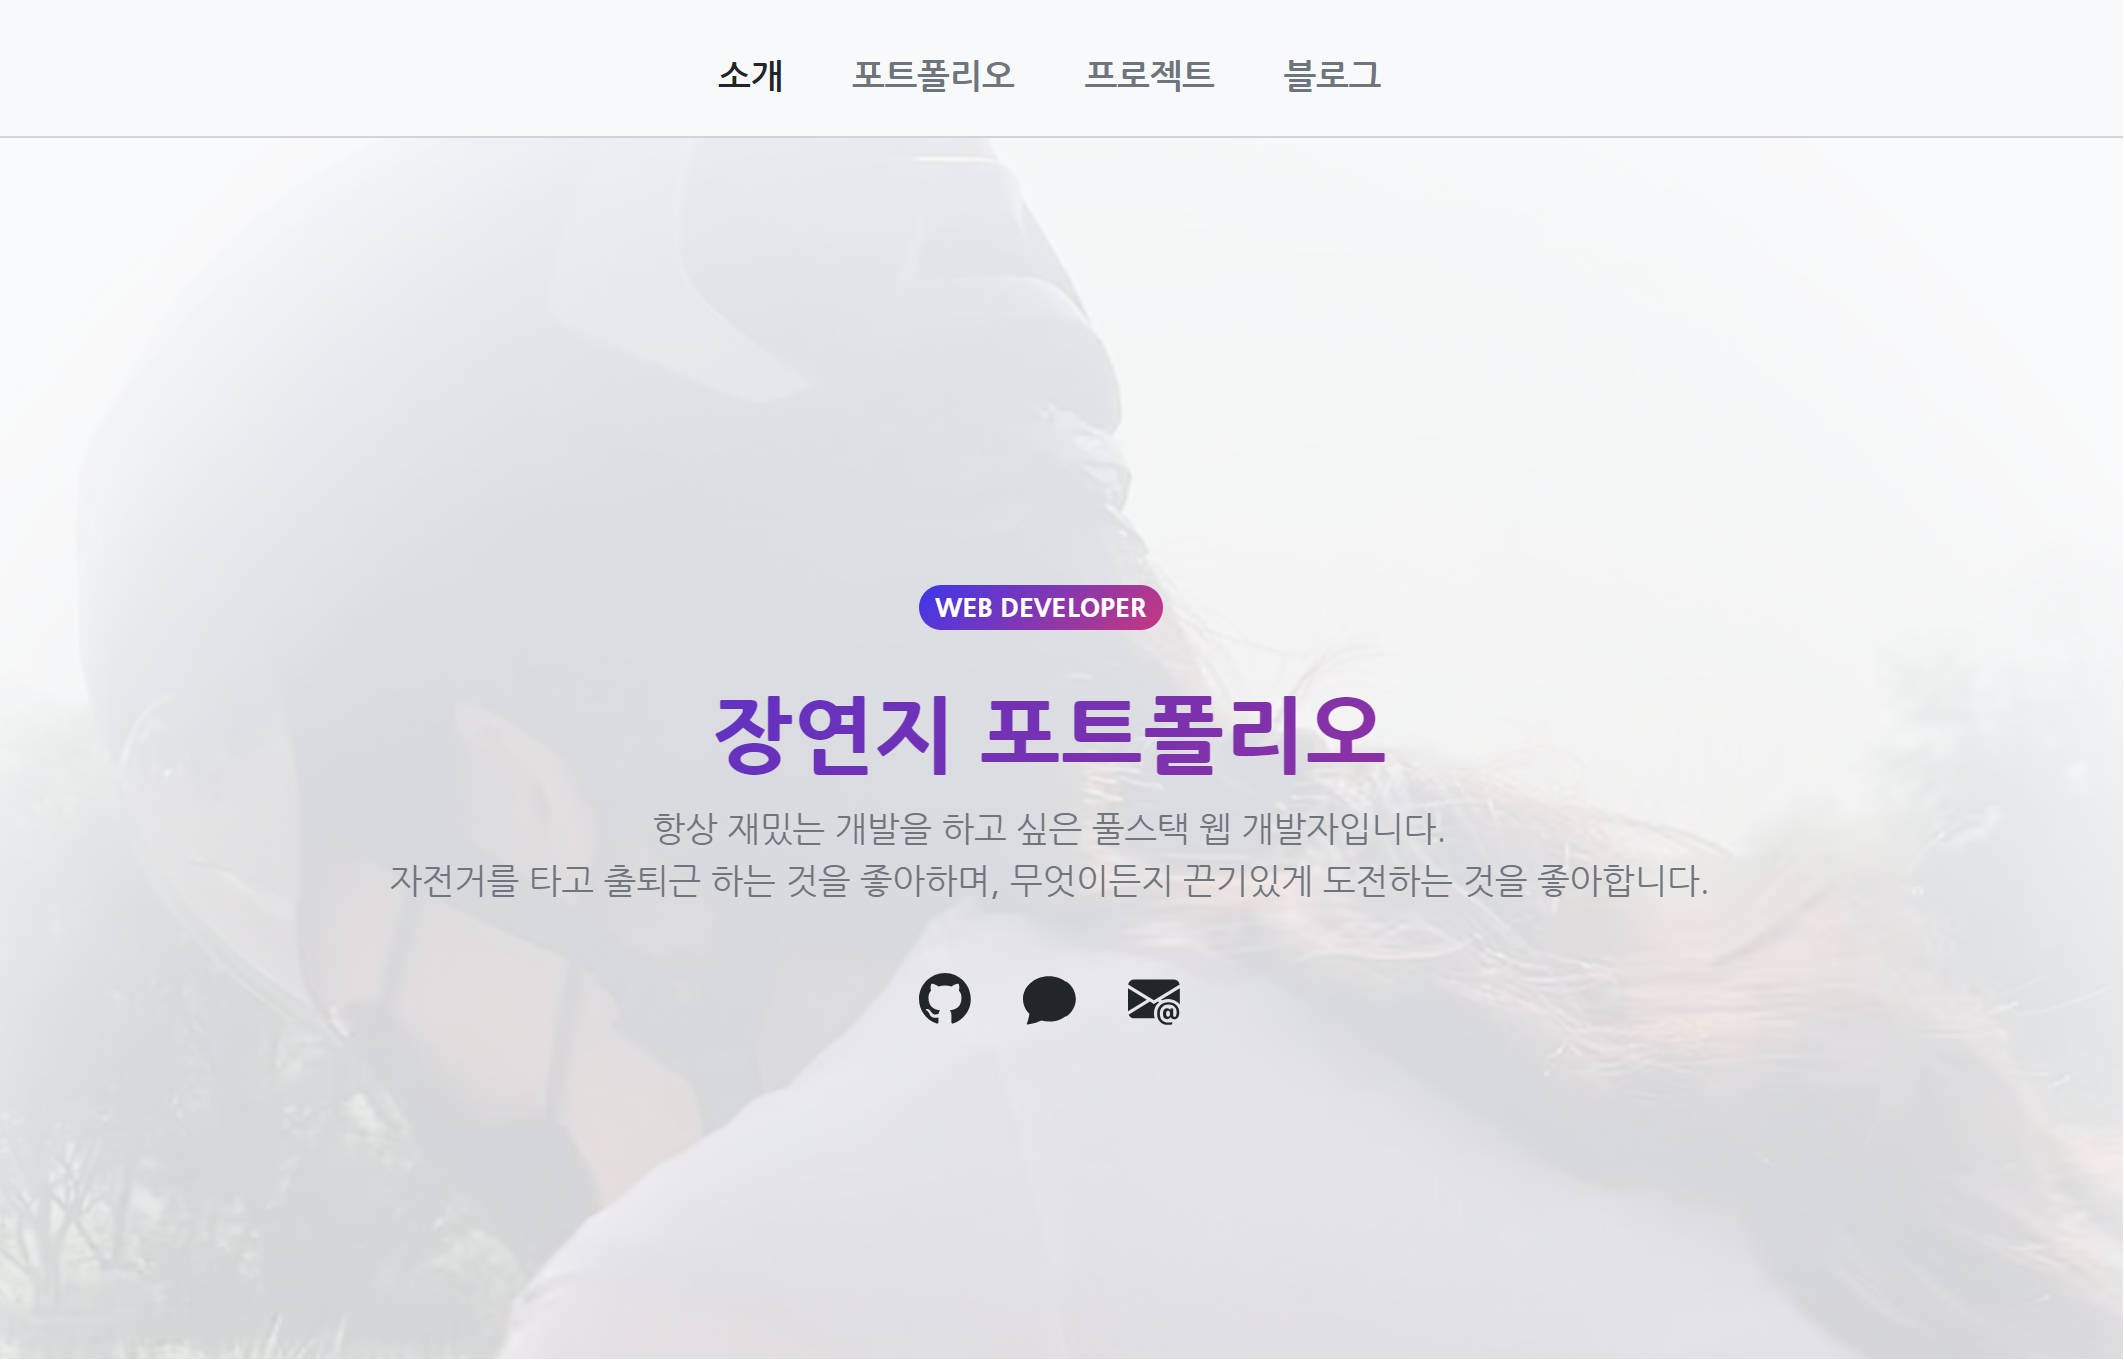 소개 포트폴리오 프로젝트 블로그
WEB DEVELOPER
장연지 포트폴리오
항상 재밌는 개발을 하고 싶은 풀스택 웹 개발자입니다.
자전거를 타고 출퇴근 하는 것을 좋아하며, 무엇이든지 끈기있게 도전하는 것을 좋아합니다.
@